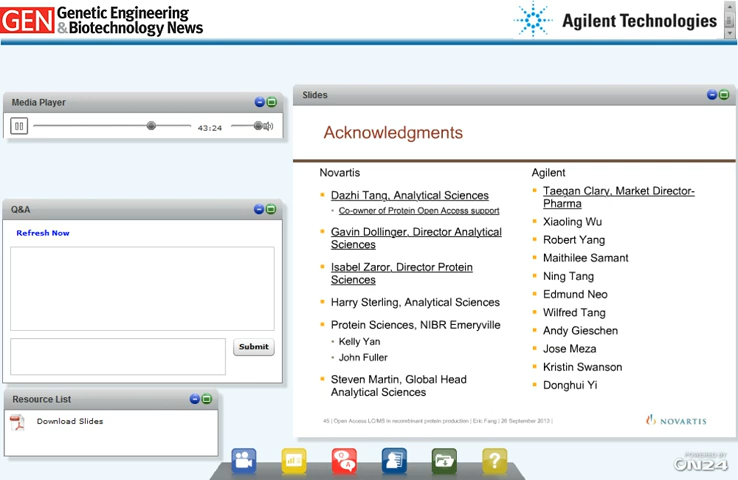 GEN Genetic Engineering
& Biotechnology News
Agilent Technologies
Media Player
43:24
Q&A
Refresh Now
Submit
Resource List
Download Slides
Slides
Acknowledgments
Novartis
Dazhi Tang, Analytical Sciences
Co-owner of Protein Open Access support
Gavin Dollinger, Director Analytical
Sciences
Isabel Zaror, Director Protein
Sciences
Harry Sterling, Analytical Sciences
Protein Sciences, NIBR Emeryville
Kelly Yan
John Fuller
Steven Martin, Global Head
Analytical Sciences
Agilent
Taegan Clary, Market Director-
Pharma
Xiaoling Wu
Robert Yang
Maithilee Samant
Ning Tang
Edmund Neo
Wilfred Tang
Andy Gieschen
Jose Meza
Kristin Swanson
Donghui Yi
45 | Open Access LC/MS in recombinant protein production | Eric Fang | 26 September 2013 |
NOVARTIS
Q
A
?
POWERED BY
ON24